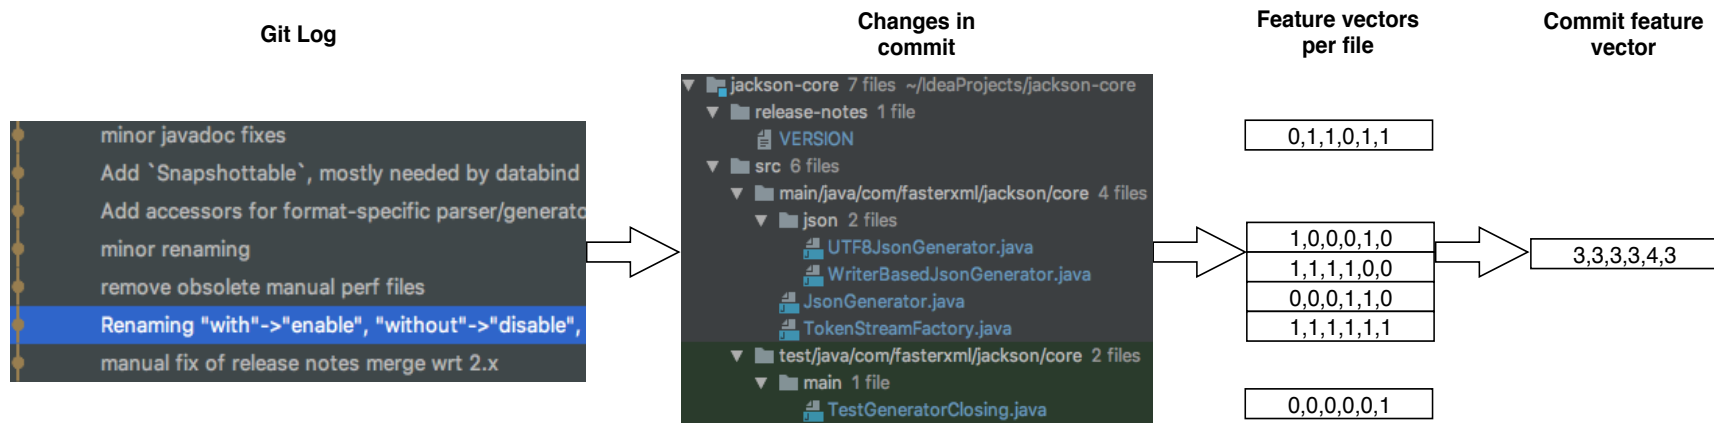 Git Log
minor javadoc fixes
Add `Snapshottable`, mostly needed by databind
Add accessors for format-specific parser/generato
minor renaming
remove obsolete manual perf files
Renaming "with"->"enable", "without"->"disable",
manual fix of release notes merge wrt 2.x
Changes in
commit
jackson-core 7 files ~/IdeaProjects/jackson-core
release-notes 1 file
VERSION
src 6 files
main/java/com/fasterxml/jackson/core 4 files
json 2 files
UTF8JsonGenerator.java
WriterBasedJsonGenerator.java
JsonGenerator.java
TokenStreamFactory.java
test/java/com/fasterxml/jackson/core 2 files
main 1 file
TestGeneratorClosing.java
Feature vectors
per file
0,1,1,0,1,1
1,0,0,0,1,0
1,1,1,1,0,0
0,0,0,1,1,0
1,1,1,1,1,1
0,0,0,0,0,1
Commit feature
vector
3,3,3,3,4,3